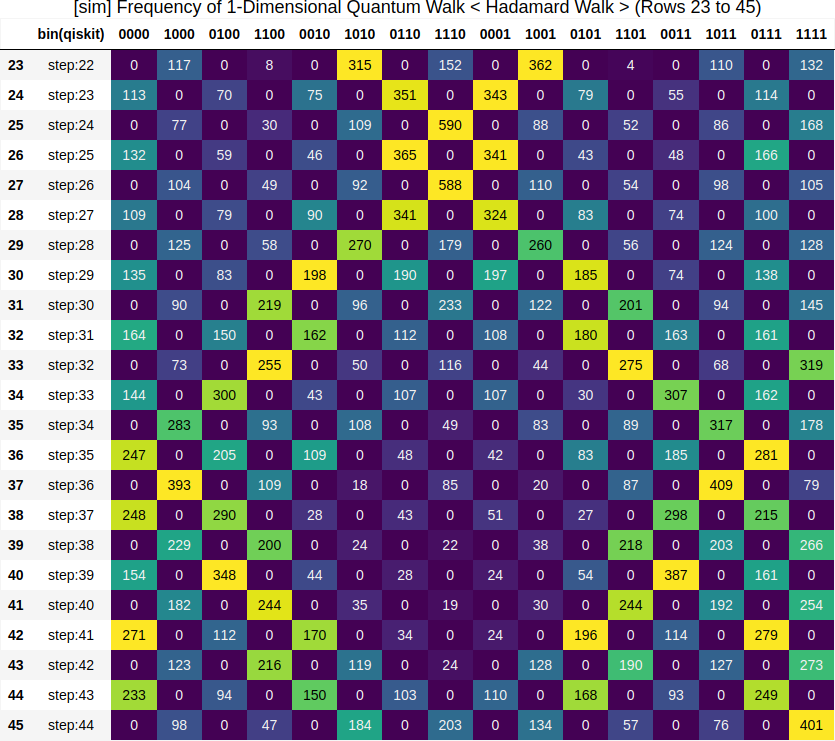 [sim] Frequency of 1-Dimensional Quantum Walk < Hadamard Walk > (Rows 23 to 45)
bin(qiskit) 0000 1000 0100 1100 0010 1010 0110 1110 0001 1001 0101 1101 0011 1011 0111 1111
23 step:22 0 117 0 8 0 315 0 152 0 362 0 4 0 110 0 132
24 step:23 113 0 70 0 75 0 351 0 343 0 79 0 55 0 114 0
25 step:24 0 77 0 30 0 109 0 590 0 88 0 52 0 86 0 168
26 step:25 132 0 59 0 46 0 365 0 341 0 43 0 48 0 166 0
27 step:26 0 104 0 49 0 92 0 588 0 110 0 54 0 98 0 105
28 step:27 109 0 79 0 90 0 341 0 324 0 83 0 74 0 100 0
29 step:28 0 125 0 58 0 270 0 179 0 260 0 56 0 124 0 128
30 step:29 135 0 83 0 198 0 190 0 197 0 185 0 74 0 138 0
31 step:30 0 90 0 219 0 96 0 233 0 122 0 201 0 94 0 145
32 step:31 164 0 150 0 162 0 112 0 108 0 180 0 163 0 161 0
33 step:32 0 73 0 255 0 50 0 116 0 44 0 275 0 68 0 319
34 step:33 144 0 300 0 43 0 107 0 107 0 30 0 307 0 162 0
35 step:34 0 283 0 93 0 108 0 49 0 83 0 89 0 317 0 178
36 step:35 247 0 205 0 109 0 48 0 42 0 83 0 185 0 281 0
37 step:36 0 393 0 109 0 18 0 85 0 20 0 87 0 409 0 79
38 step:37 248 0 290 0 28 0 43 0 51 0 27 0 298 0 215 0
39 step:38 0 229 0 200 0 24 0 22 0 38 0 218 0 203 0 266
40 step:39 154 0 348 0 44 0 28 0 24 0 54 0 387 0 161 0
41 step:40 0 182 0 244 0 35 0 19 0 30 0 244 0 192 0 254
42 step:41 271 0 112 0 170 0 34 0 24 0 196 0 114 0 279 0
43 step:42 0 123 0 216 0 119 0 24 0 128 0 190 0 127 0 273
44 step:43 233 0 94 0 150 0 103 0 110 0 168 0 93 0 249 0
45 step:44 0 98 0 47 0 184 0 203 0 134 0 57 0 76 0 401